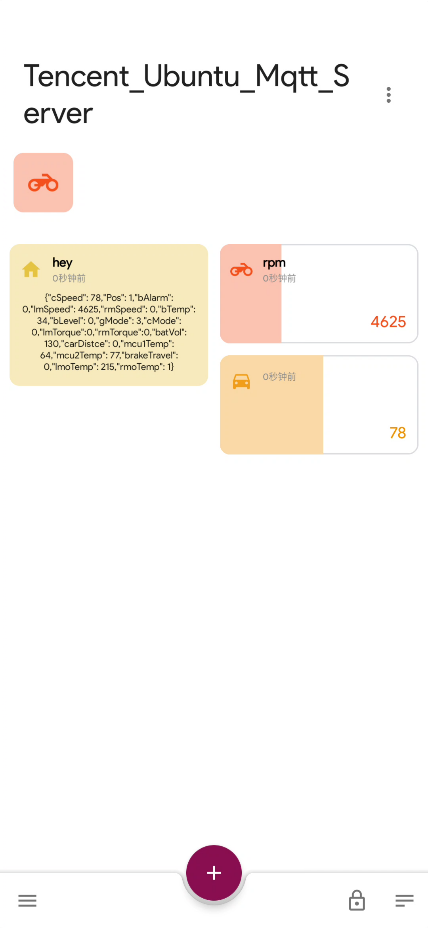 Tencent_Ubuntu_Mqtt_S
erver
hey
0秒钟前
{"cSpeed": 78,"Pos": 1,"bAlarm":
0,"lmSpeed": 4625,"rmSpeed": 0,"bTemp":
34,"bLevel": 0,"gMode": 3,"cMode":
0,"lmTorque":0,"rmTorque":0,"batVol":
130,"carDistce": 0,"mcu1Temp":
64,"mcu2Temp": 77,"brakeTravel":
0,"lmoTemp": 215,"rmoTemp": 1}
rpm
0秒钟前
4625
0秒钟前
78